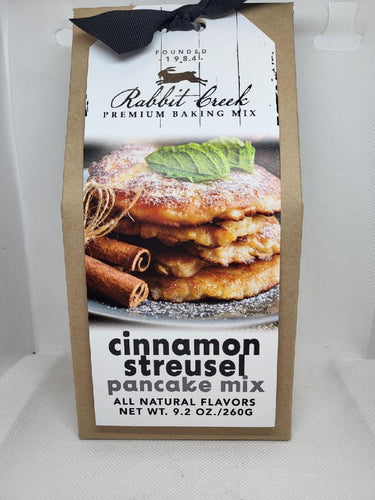 FOUNDED
-1984-
Rabbit Creek
PREMIUM BAKING MIX
cinnamon
streusel
pancake mix
ALL NATURAL FLAVORS
NET WT. 9.2 OZ./260G